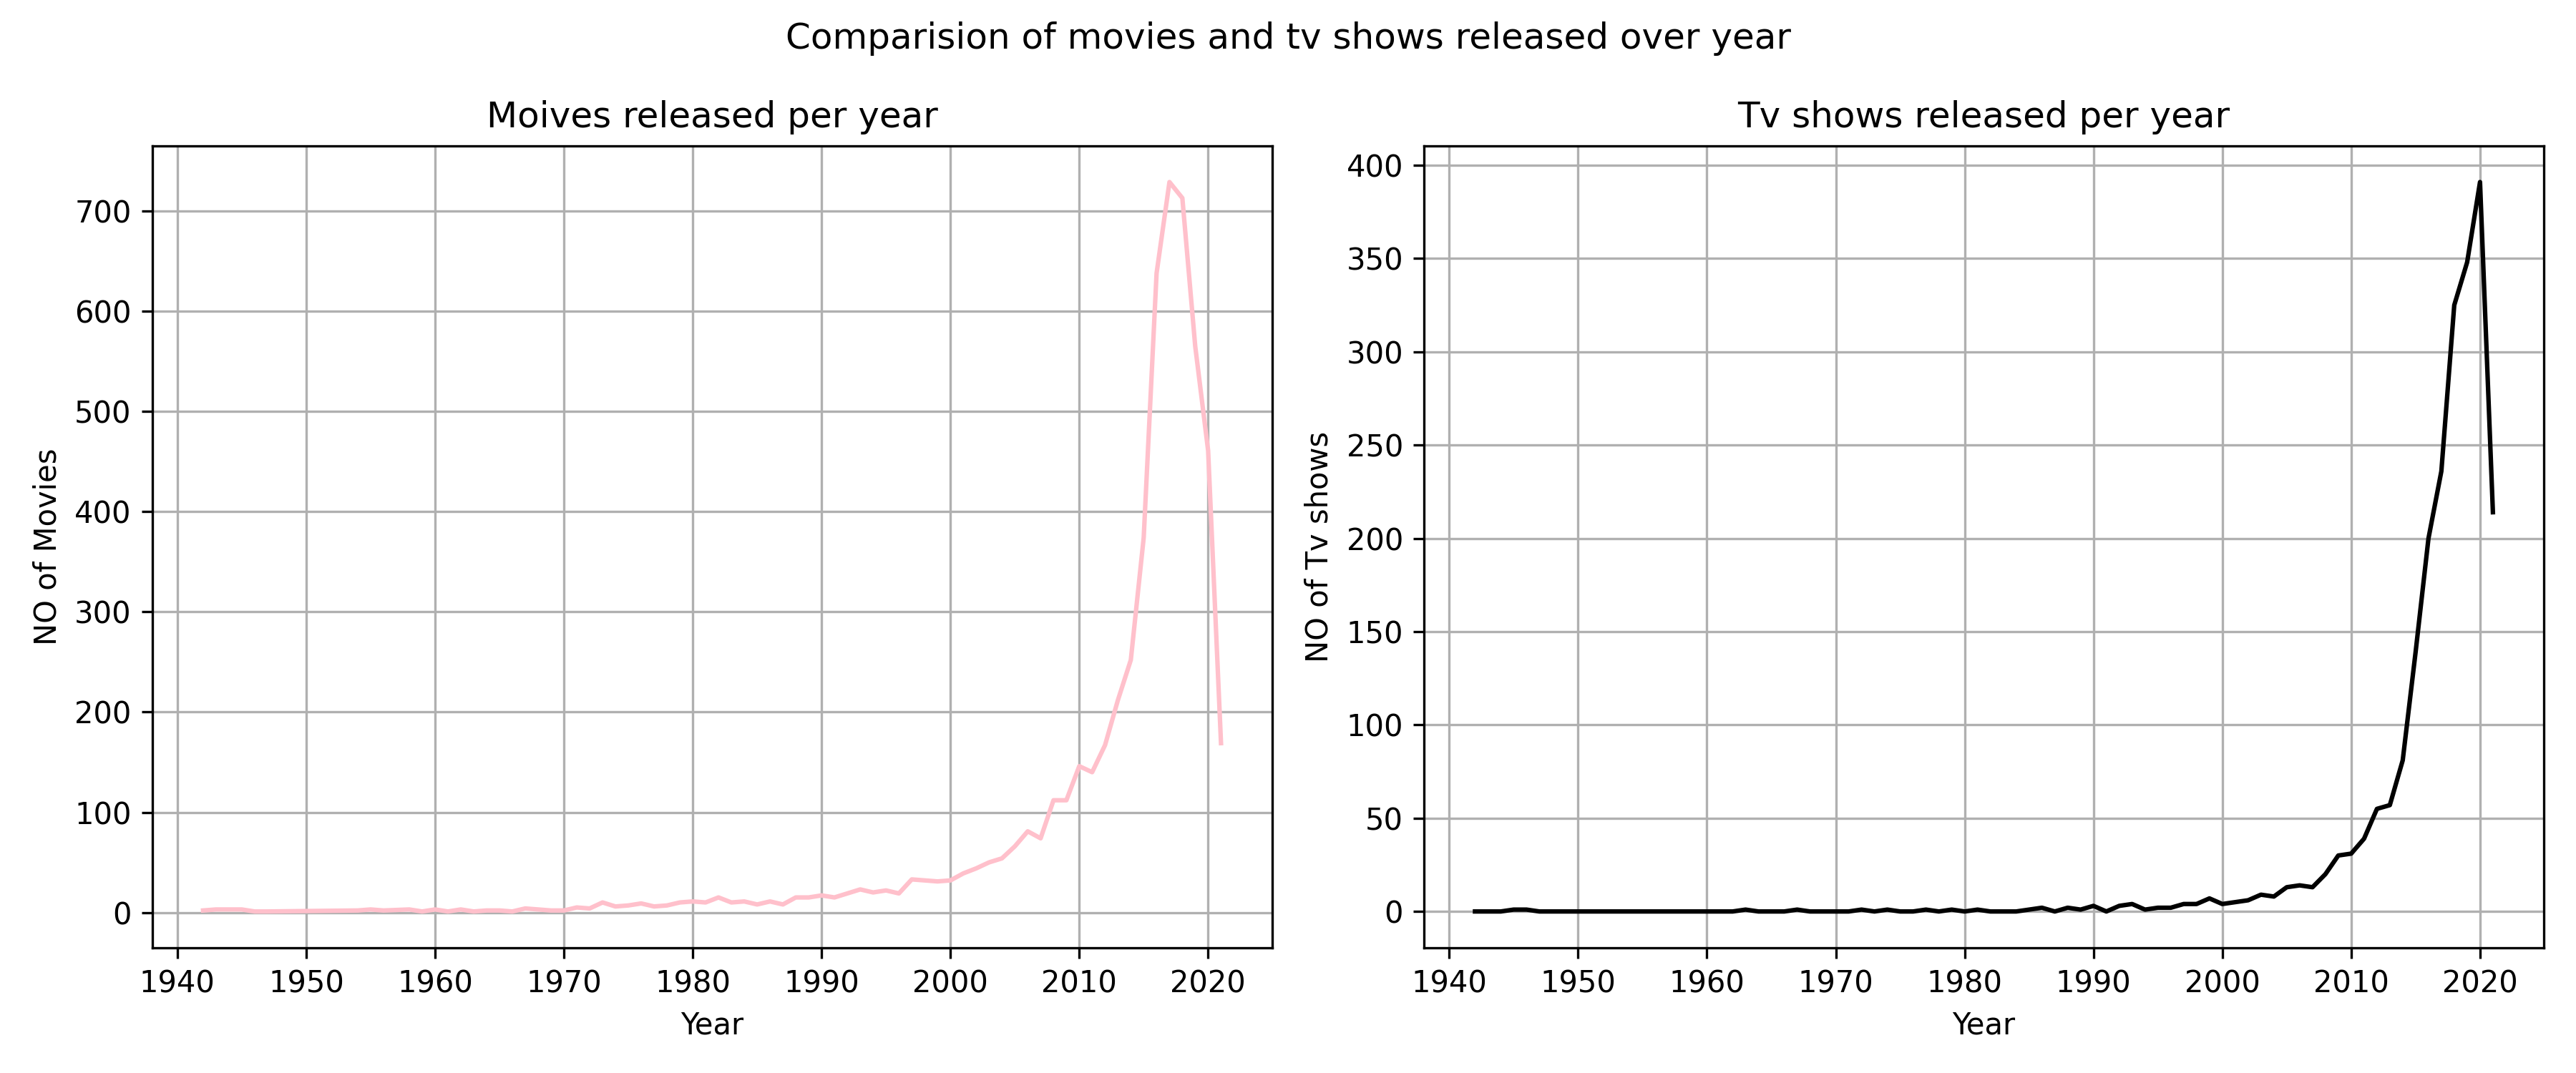 Comparision of movies and tv shows released over year
Moives released per year
NO of Movies
700
600
500
400
300
200
100
0
1940 1950 1960 1970 1980 1990 2000 2010 2020
Year
Tv shows released per year
NO of Tv shows
400
350
300
250
200
150
100
50
0
1940 1950 1960 1970 1980 1990 2000 2010 2020
Year